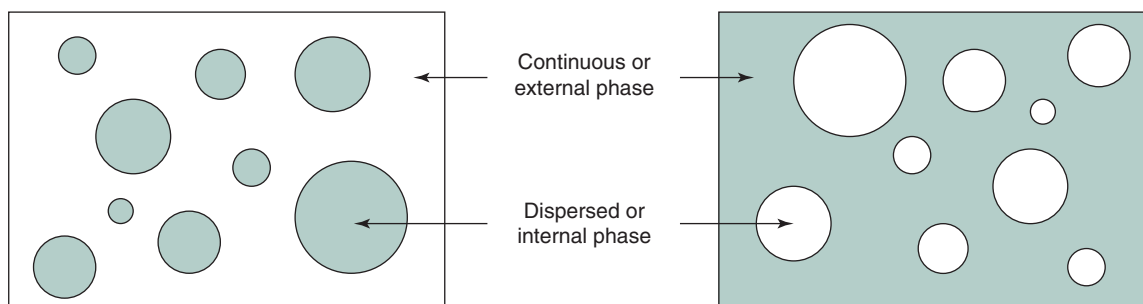 Continuous or
external phase
Dispersed or
internal phase